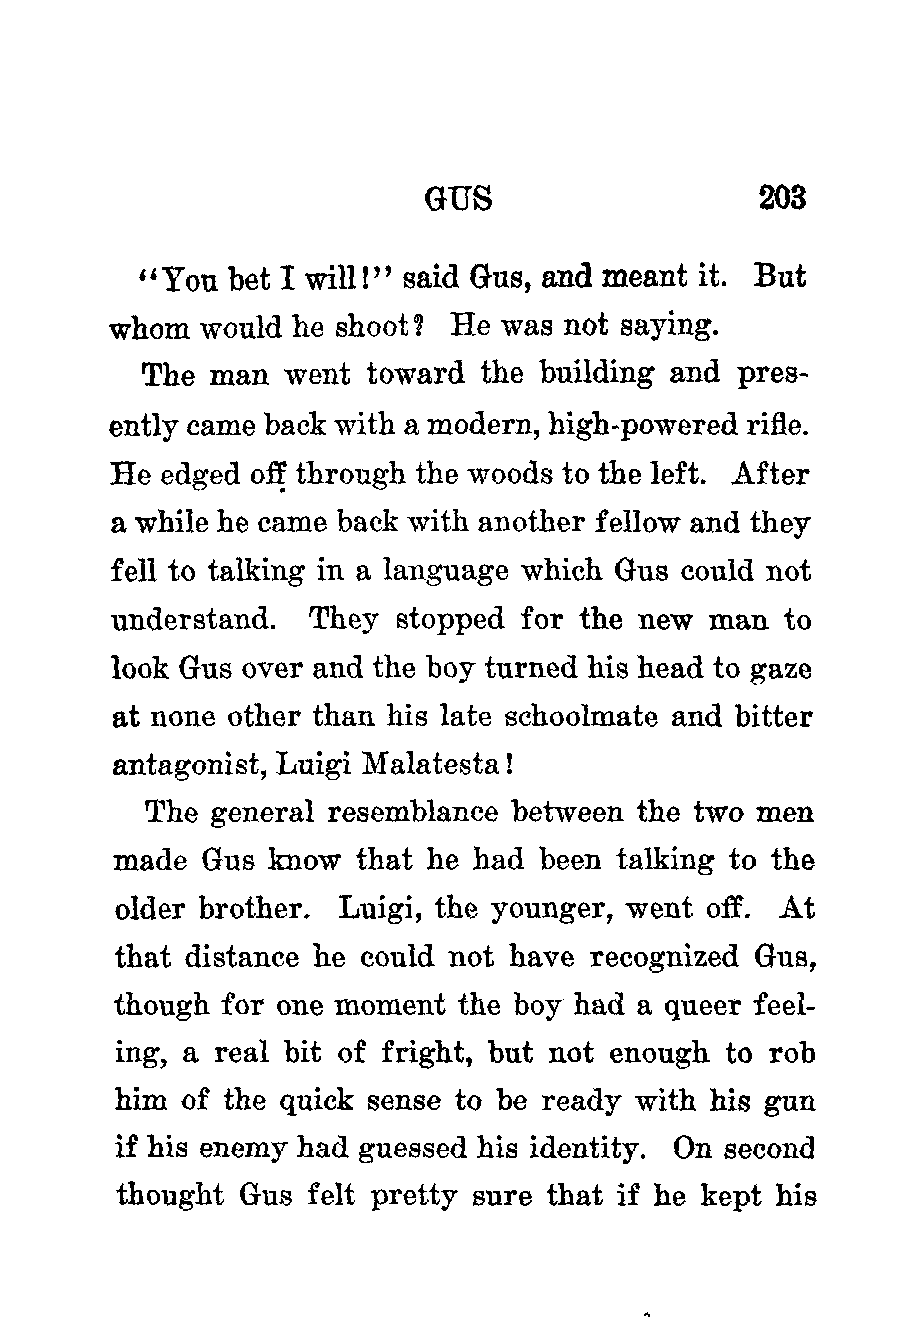 GUS 203
"You bet I will!" said Gus, and meant it. But
whom would he shoot? He was not saying.
The man went toward the building and pres-
ently came back with a modern, high-powered rifle.
He edged off through the woods to the left. After
a while he came back with another fellow and they
fell to talking in a language which Gus could not
understand. They stopped for the new man to
look Gus over and the boy turned his head to gaze
at none other than his late schoolmate and bitter
antagonist, Luigi Malatesta!
The general resemblance between the two men
made Gus know that he had been talking to the
older brother. Luigi, the younger, went off. At
that distance he could not have recognized Gus,
though for one moment the boy had a queer feel-
ing, a real bit of fright, but not enough to rob
him of the quick sense to be ready with his gun
if his enemy had guessed his identity. On second
thought Gus felt pretty sure that if he kept his